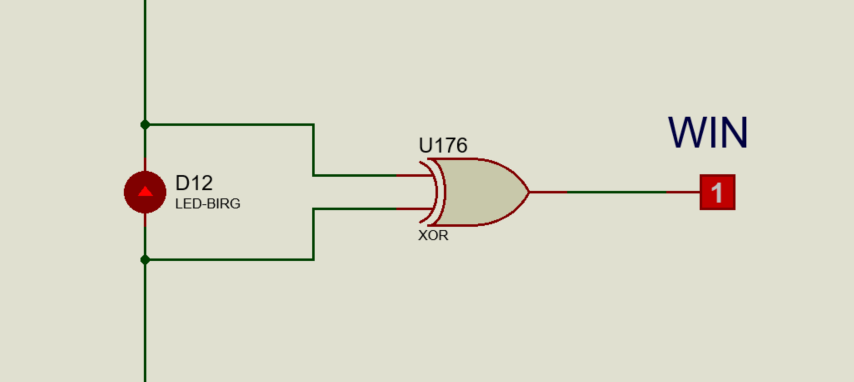 WIN
U176
D12
1
LED-BIRG
XOR